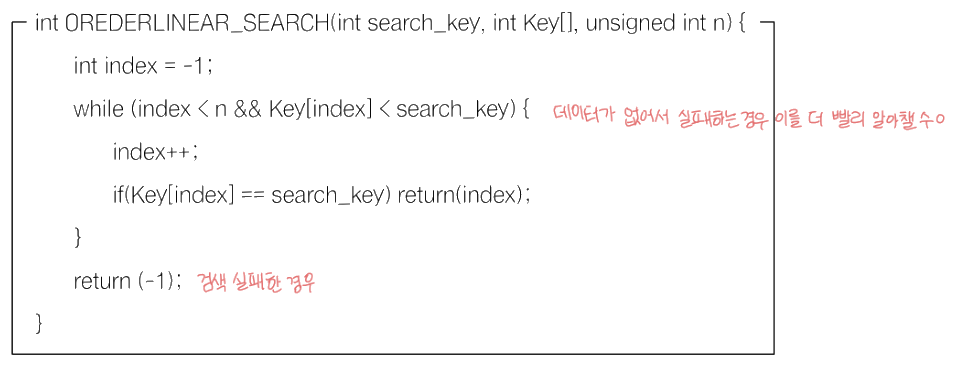 int OREDERLINEAR_SEARCH(int search_key, int Key[], unsigned int n) {
int index = -1;
while (index < n && Key[index] < search_key) { 데이터가 없어서 실패하는 경우 이를 더 빨리 알아챌 수 O
index++;
if(Key[index] == search_key) return(index);
}
return (-1); 검색 실패한 경우
}